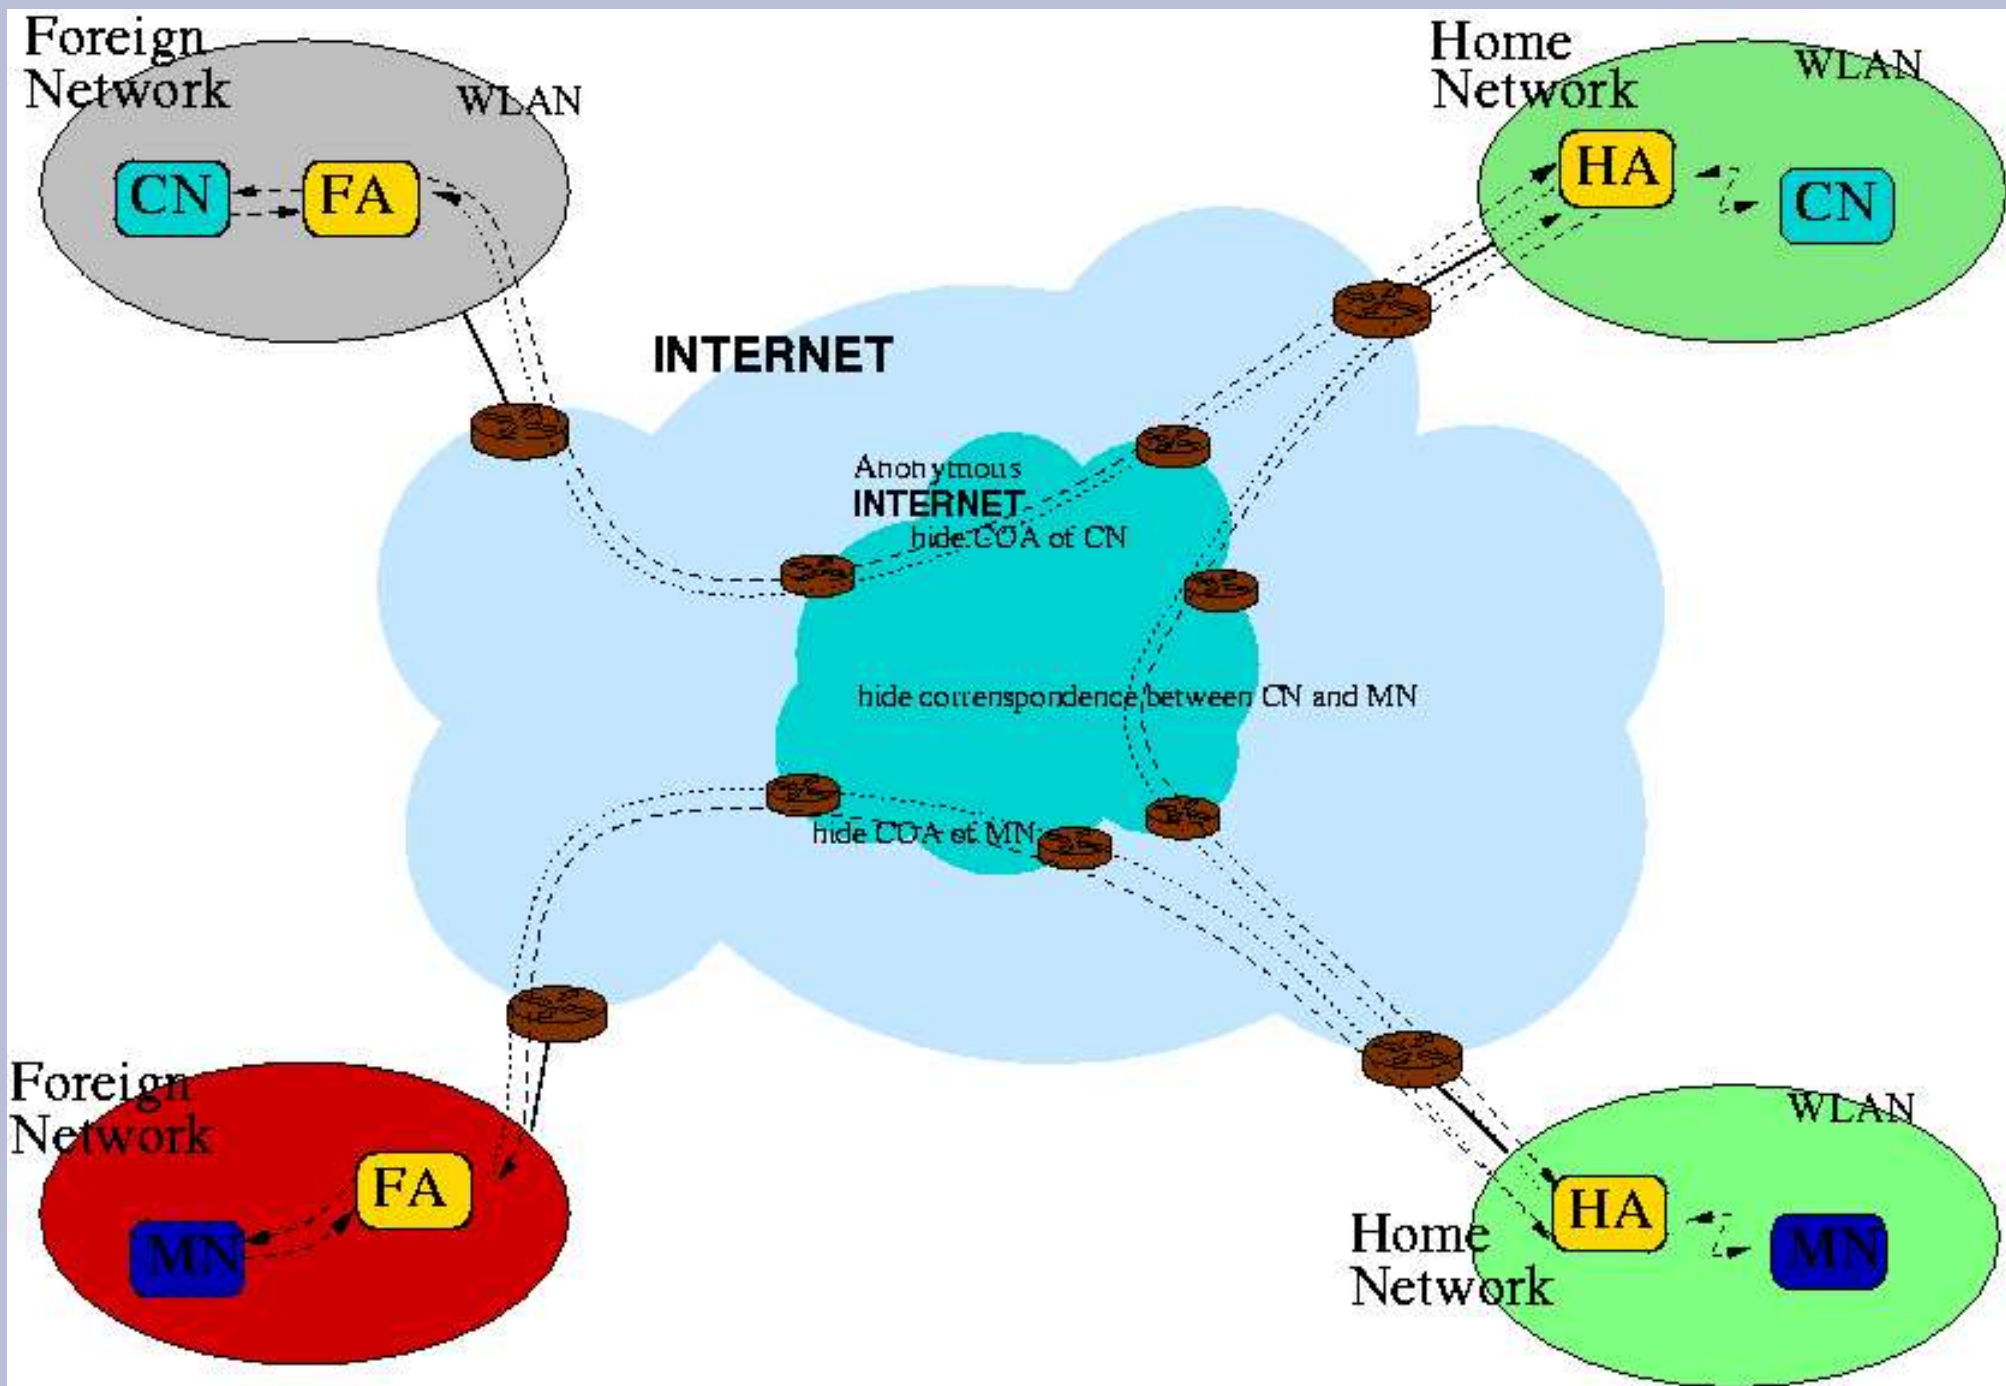 Foreign
Network
WLAN
CN
FA
Home
Network
WLAN
HA
CN
INTERNET
Anonymous
INTERNET
hide COA of CN
hide correnspondence between CN and MN
hide COA of MN
Foreign
Network
FA
MN
WLAN
HA
MN
Home
Network